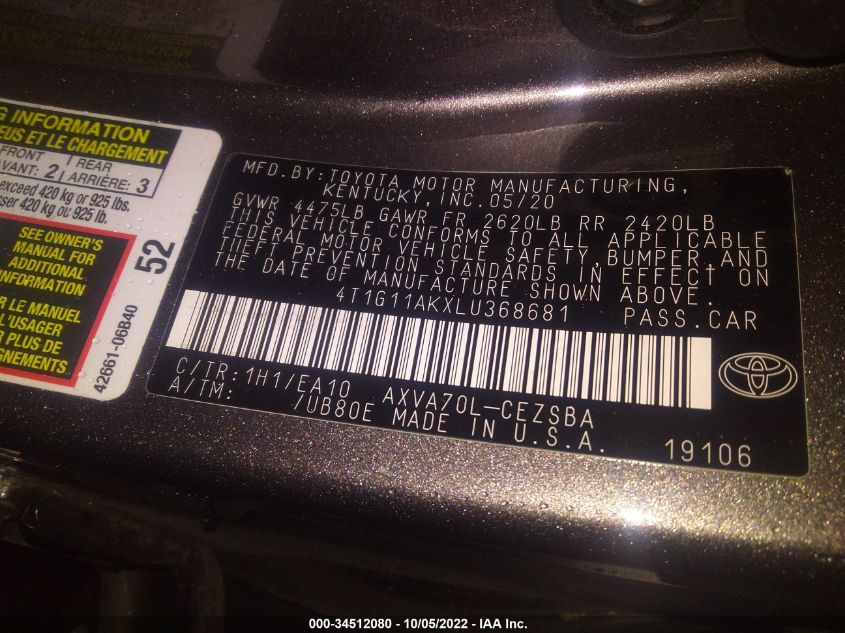 G INFORMATION
EUS ET LE CHARGEMENT
FRONT REAR
AVANT: 2 ARRIÈRE: 3
exceed 420 kg or 925 lbs.
ser 420 kg ou 925 lb.
SEE OWNER'S
MANUAL FOR
ADDITIONAL
INFORMATION
R LE MANUEL
L'USAGER
R PLUS DE
GNEMENTS
52
42661-06B40
MFD.BY:TOYOTA MOTOR MANUFACTURING,
KENTUCKY,INC.05/20
GVWR 4475LB GAWR FR 2620LB RR 2420LB
THIS VEHICLE CONFORMS TO ALL APPLICABLE
FEDERAL MOTOR VEHICLE SAFETY,BUMPER,AND
THEFT PREVENTION STANDARDS IN EFFECT ON
THE DATE OF MANUFACTURE SHOWN ABOVE.
4T1G11AKXLU368681 PASS.CAR
C/TR:1H1/EA10 AXVA70L-CEZSBA
A/TM: /UB80E MADE IN U.S.A.
19106
000-34512080 - 10/05/2022 - IAA Inc.